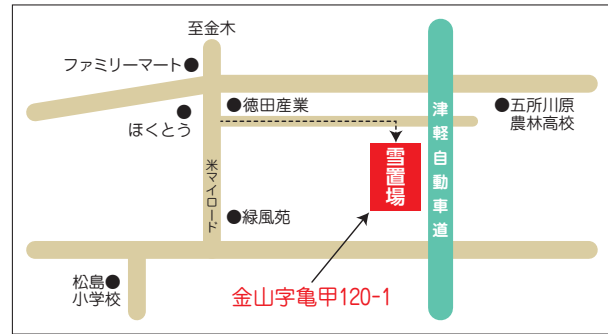 至金木
ファミリーマート●
●徳田産業
ほくとう
●五所川原
農林高校
津軽自動車道
雪置場
米マイロード
●緑風苑
松島●
小学校
金山字亀甲120-1